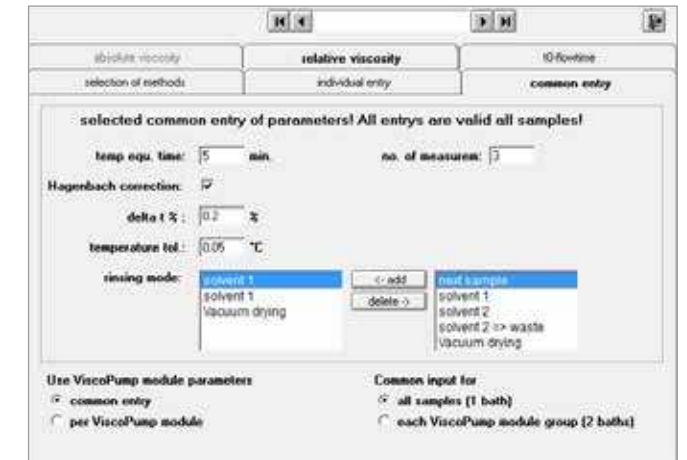 absolute viscosity relative viscosity t0-flowtime
selection of methods individual entry common entry
selected common entry of parameters! All entrys are valid all samples!
temp equ. time: 5 min. no. of measurem: 3
Hagenbach correction:
delta t % : 0.2 %
temperature tol.: 0.05 °C
rinsing mode: solvent 1 <- add next sample
solvent 1 delete -> solvent 1
Vacuum drying solvent 2
solvent 2 => waste
Vacuum drying
Use ViscoPump module parameters Common input for
common entry all samples (1 bath)
per ViscoPump module each ViscoPump module group (2 baths)